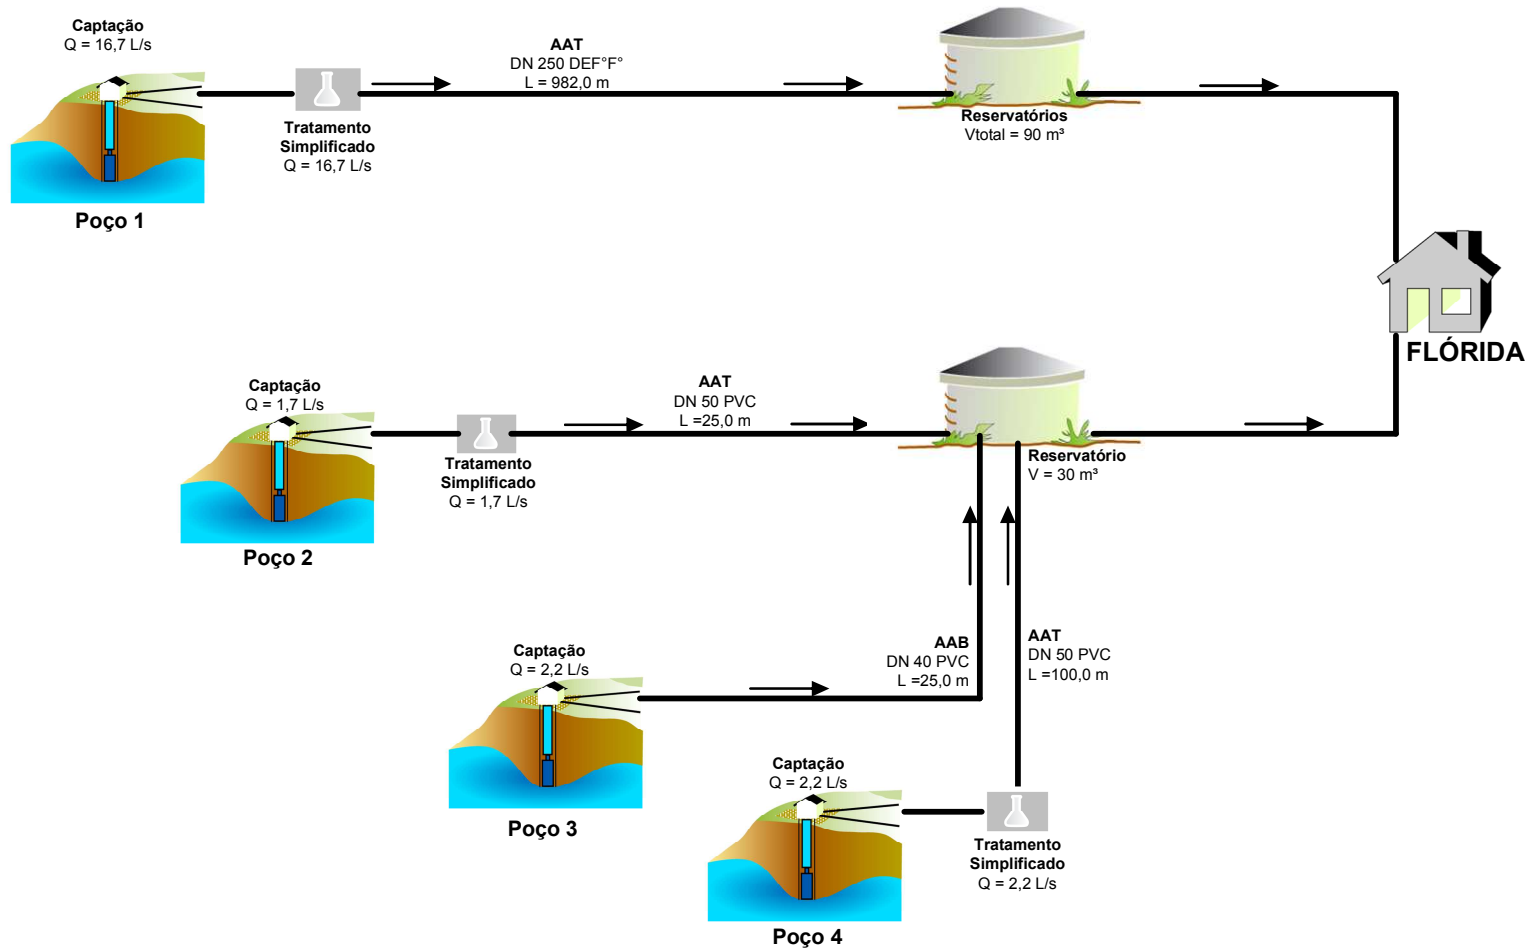 Captação
Q = 16,7 L/s
AAT
DN 250 DEF°F°
L = 982,0 m
Tratamento
Simplificado
Q = 16,7 L/s
Reservatórios
Vtotal = 90 m³
Poço 1
FLÓRIDA
Captação
Q = 1,7 L/s
AAT
DN 50 PVC
L =25,0 m
Tratamento
Simplificado
Q = 1,7 L/s
Reservatório
V = 30 m³
Poço 2
Captação
Q = 2,2 L/s
AAB
DN 40 PVC
L =25,0 m
AAT
DN 50 PVC
L =100,0 m
Poço 3
Captação
Q = 2,2 L/s
Tratamento
Simplificado
Q = 2,2 L/s
Poço 4